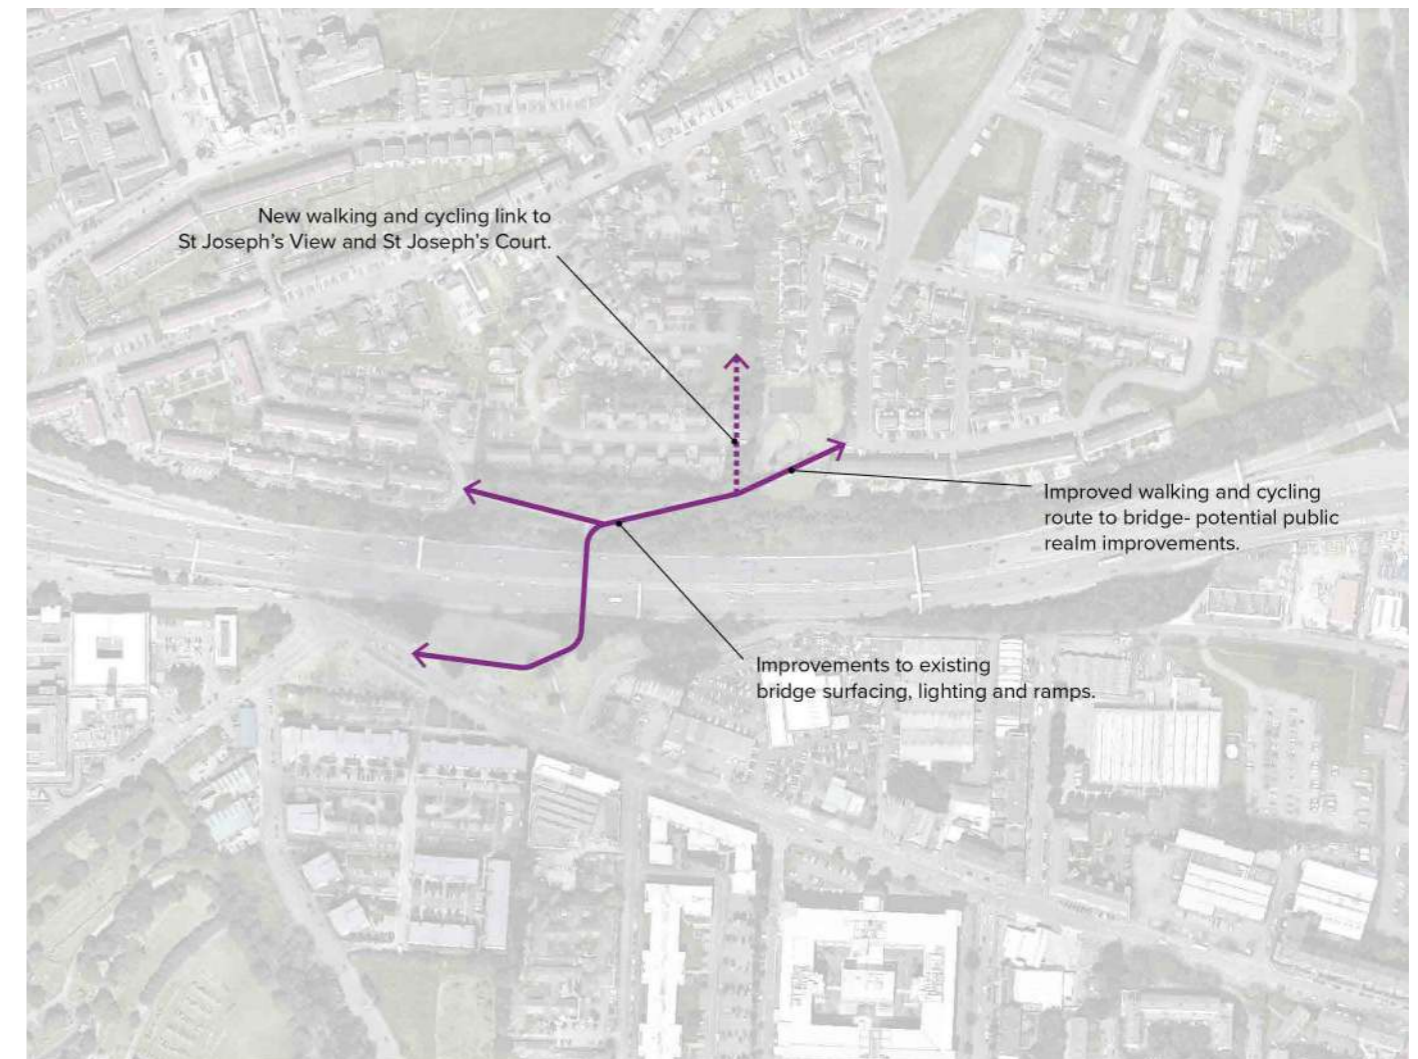 New walking and cycling link to
St Joseph's View and St Joseph's Court.
Improved walking and cycling
route to bridge- potential public
realm improvements.
Improvements to existing
bridge surfacing, lighting and ramps.